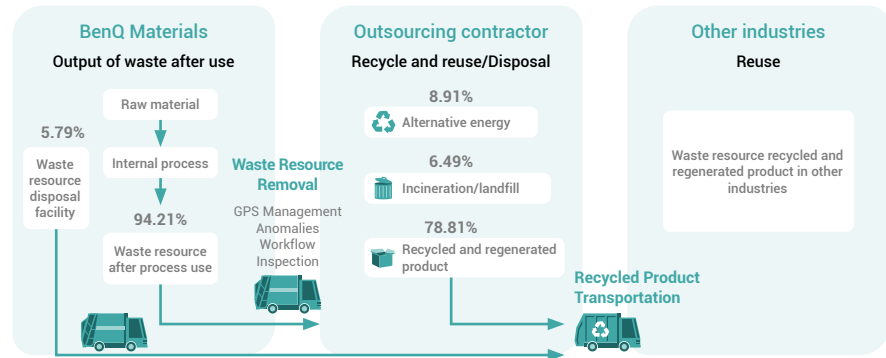 BenQ Materials
Output of waste after use
Raw material
5.79%
Waste
resource
disposal
facility
Internal process
94.21%
Waste resource
after process use
Waste Resource
Removal
GPS Management
Anomalies
Workflow
Inspection
Outsourcing contractor
Recycle and reuse/Disposal
8.91%
Alternative energy
6.49%
Incineration/landfill
78.81%
Recycled and regenerated
product
Recycled Product
Transportation
Other industries
Reuse
Waste resource recycled and
regenerated product in other
industries